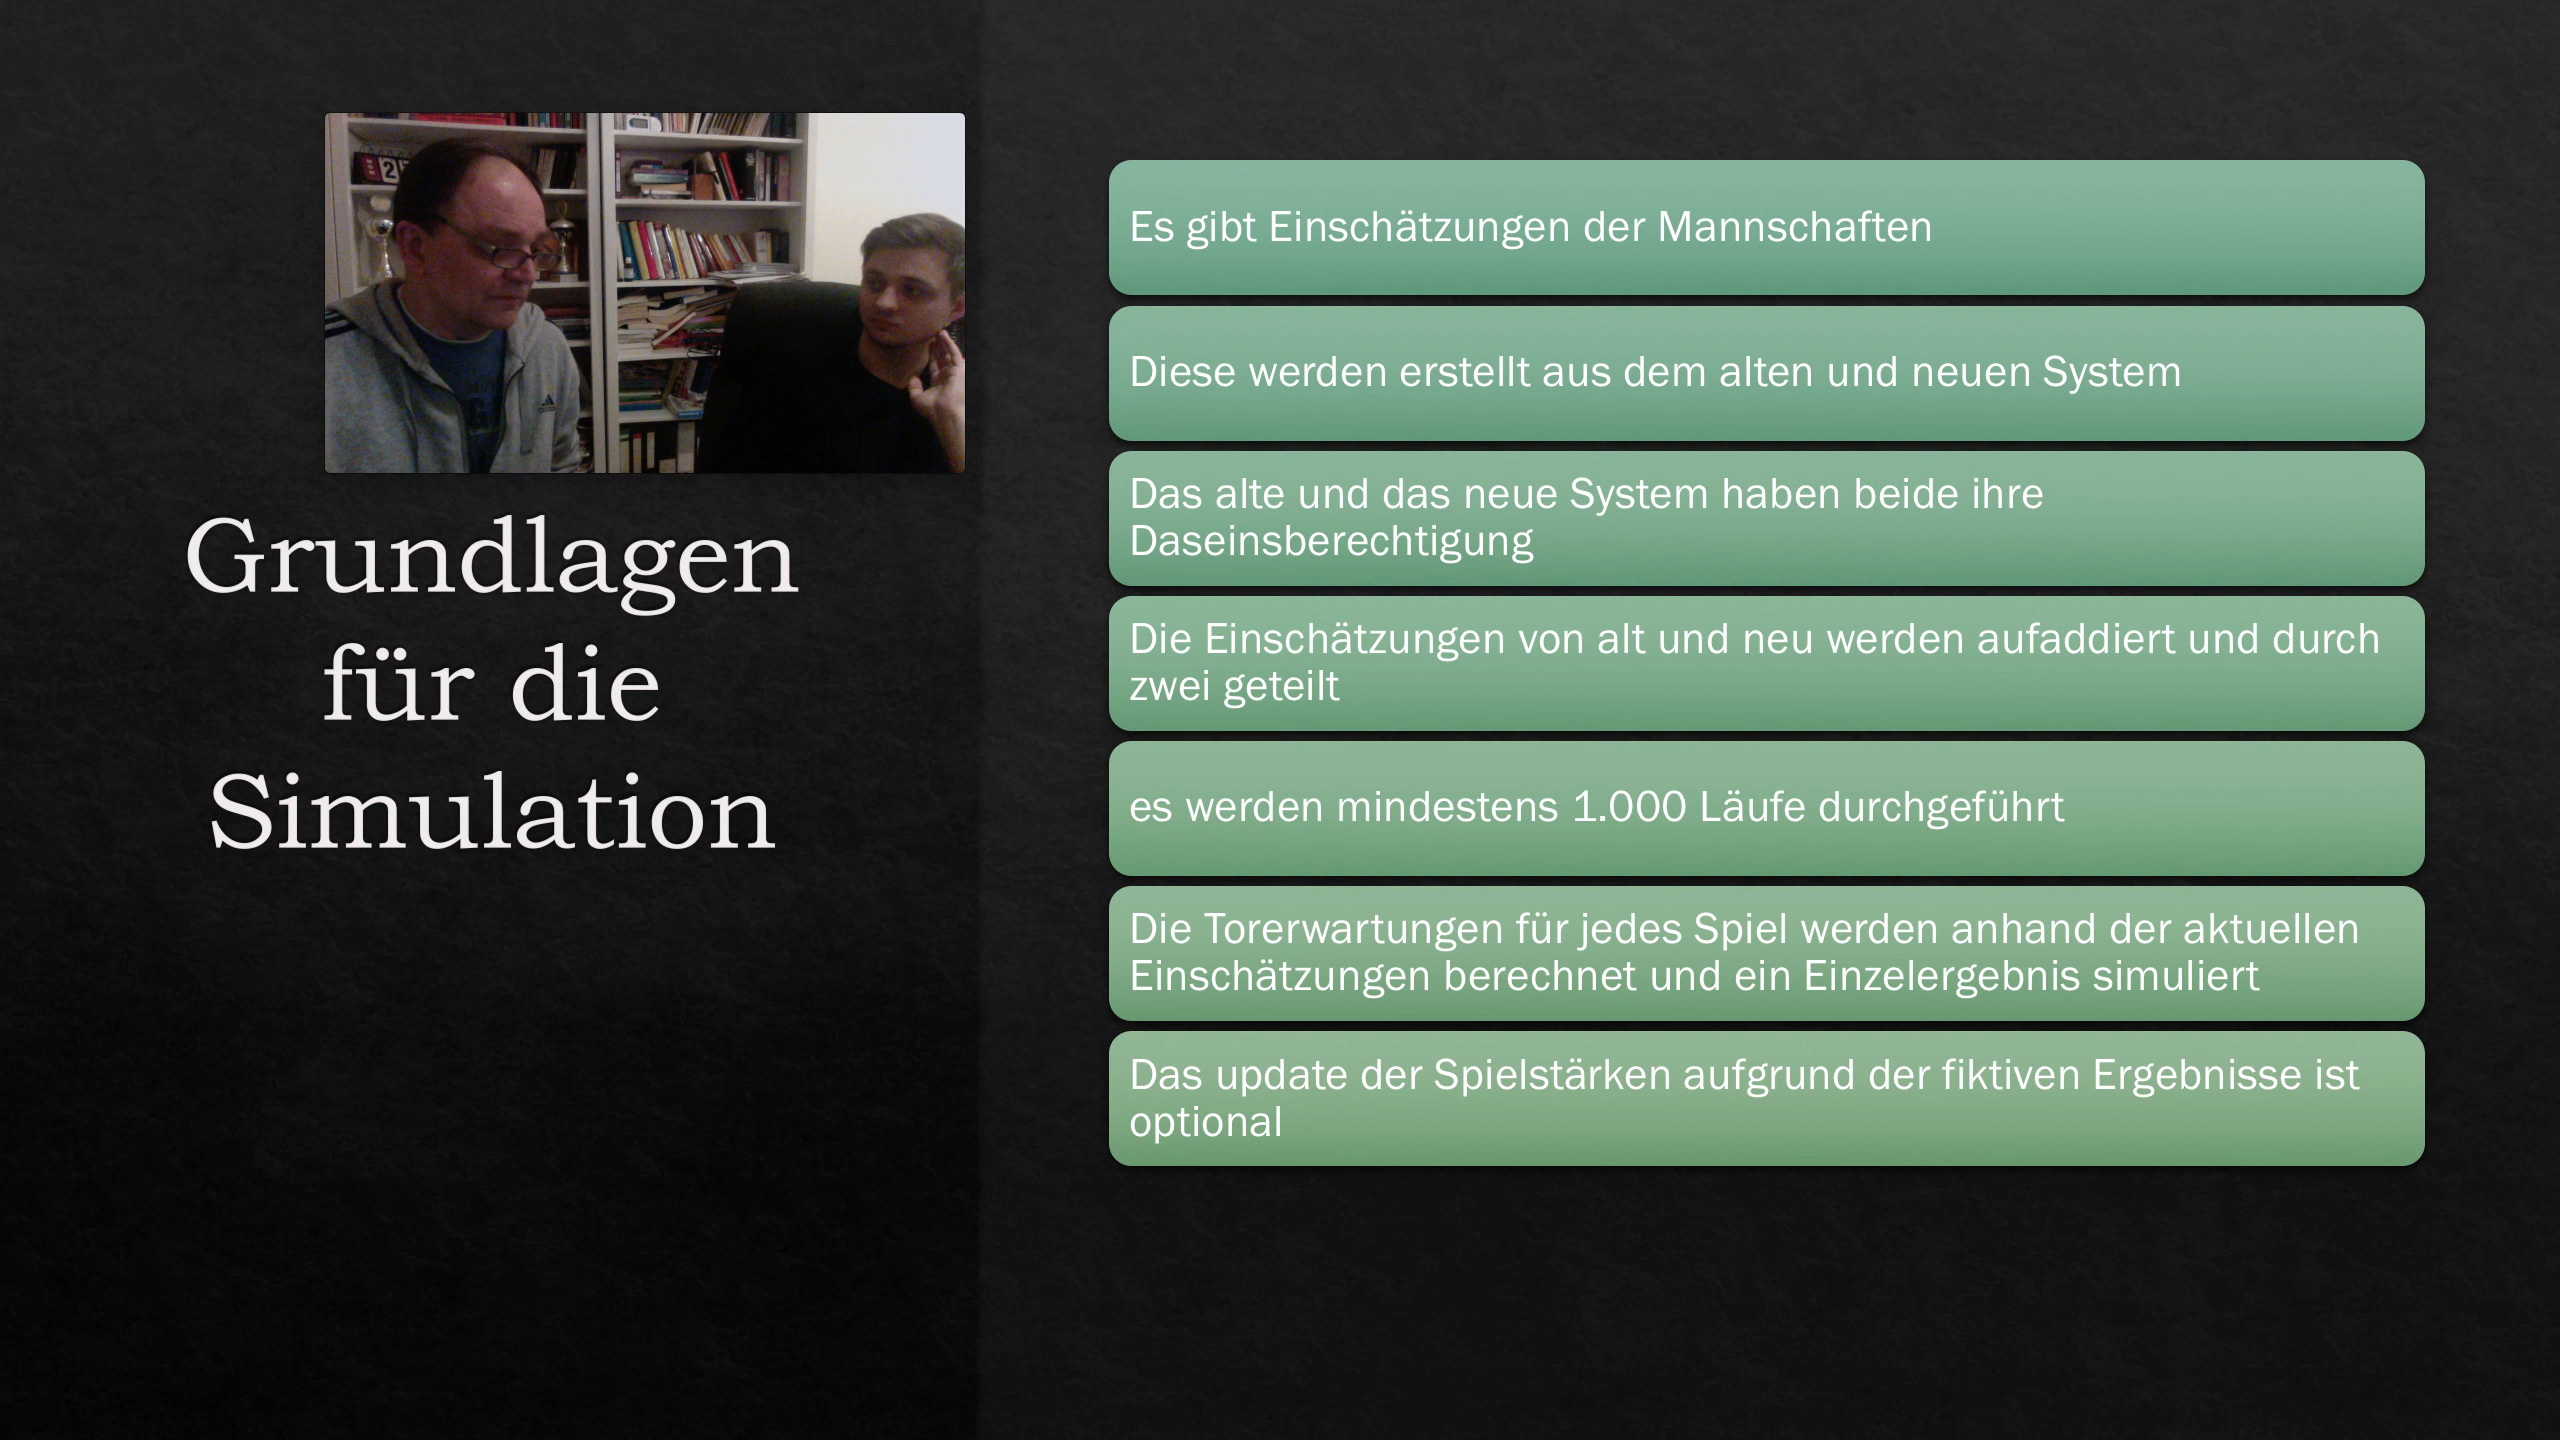 Grundlagen
für die
Simulation
Es gibt Einschätzungen der Mannschaften
Diese werden erstellt aus dem alten und neuen System
Das alte und das neue System haben beide ihre
Daseinsberechtigung
Die Einschätzungen von alt und neu werden aufaddiert und durch
zwei geteilt
es werden mindestens 1.000 Läufe durchgeführt
Die Torerwartungen für jedes Spiel werden anhand der aktuellen
Einschätzungen berechnet und ein Einzelergebnis simuliert
Das update der Spielstärken aufgrund der fiktiven Ergebnisse ist
optional